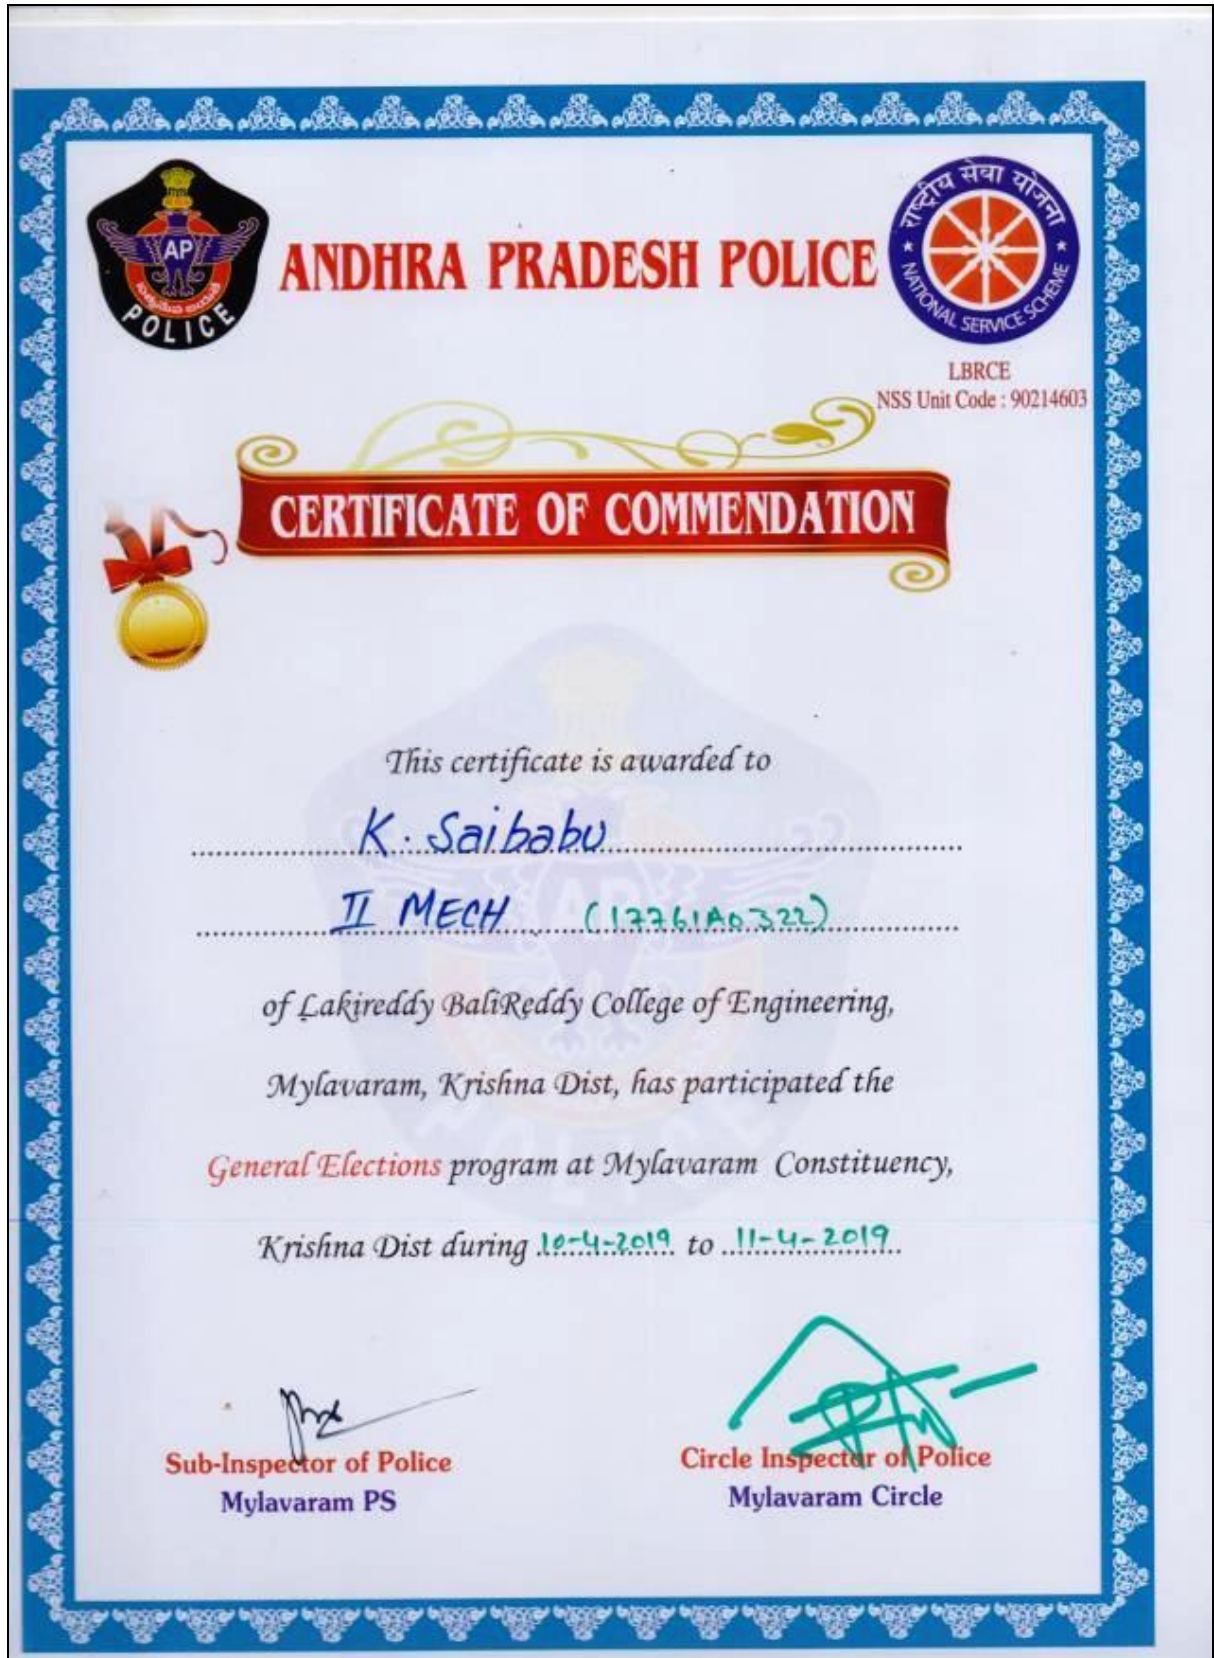 ANDHRA PRADESH POLICE
AP
POLICE
राष्ट्रीय सेवा योजना
NATIONAL SERVICE SCHEME
LBRCE
NSS Unit Code : 90214603
CERTIFICATE OF COMMENDATION
This certificate is awarded to
K. Saibabu
II MECH (17761A0322)
of Lakireddy BaliReddy College of Engineering,
Mylavaram, Krishna Dist, has participated the
General Elections program at Mylavaram Constituency,
Krishna Dist during 10-4-2019 to 11-4-2019
Sub-Inspector of Police
Mylavaram PS
Circle Inspector of Police
Mylavaram Circle